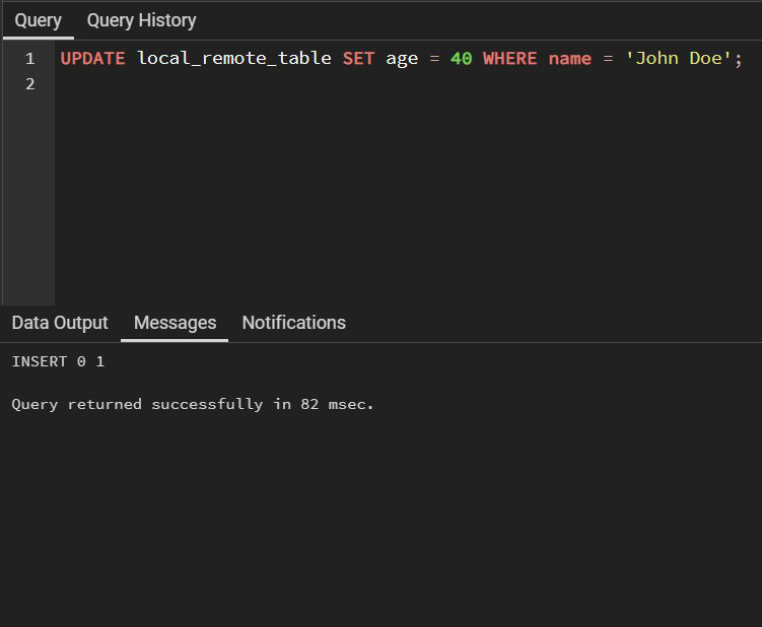 Query Query History
1 UPDATE local_remote_table SET age = 40 WHERE name = 'John Doe';
2
Data Output Messages Notifications
INSERT 0 1
Query returned successfully in 82 msec.